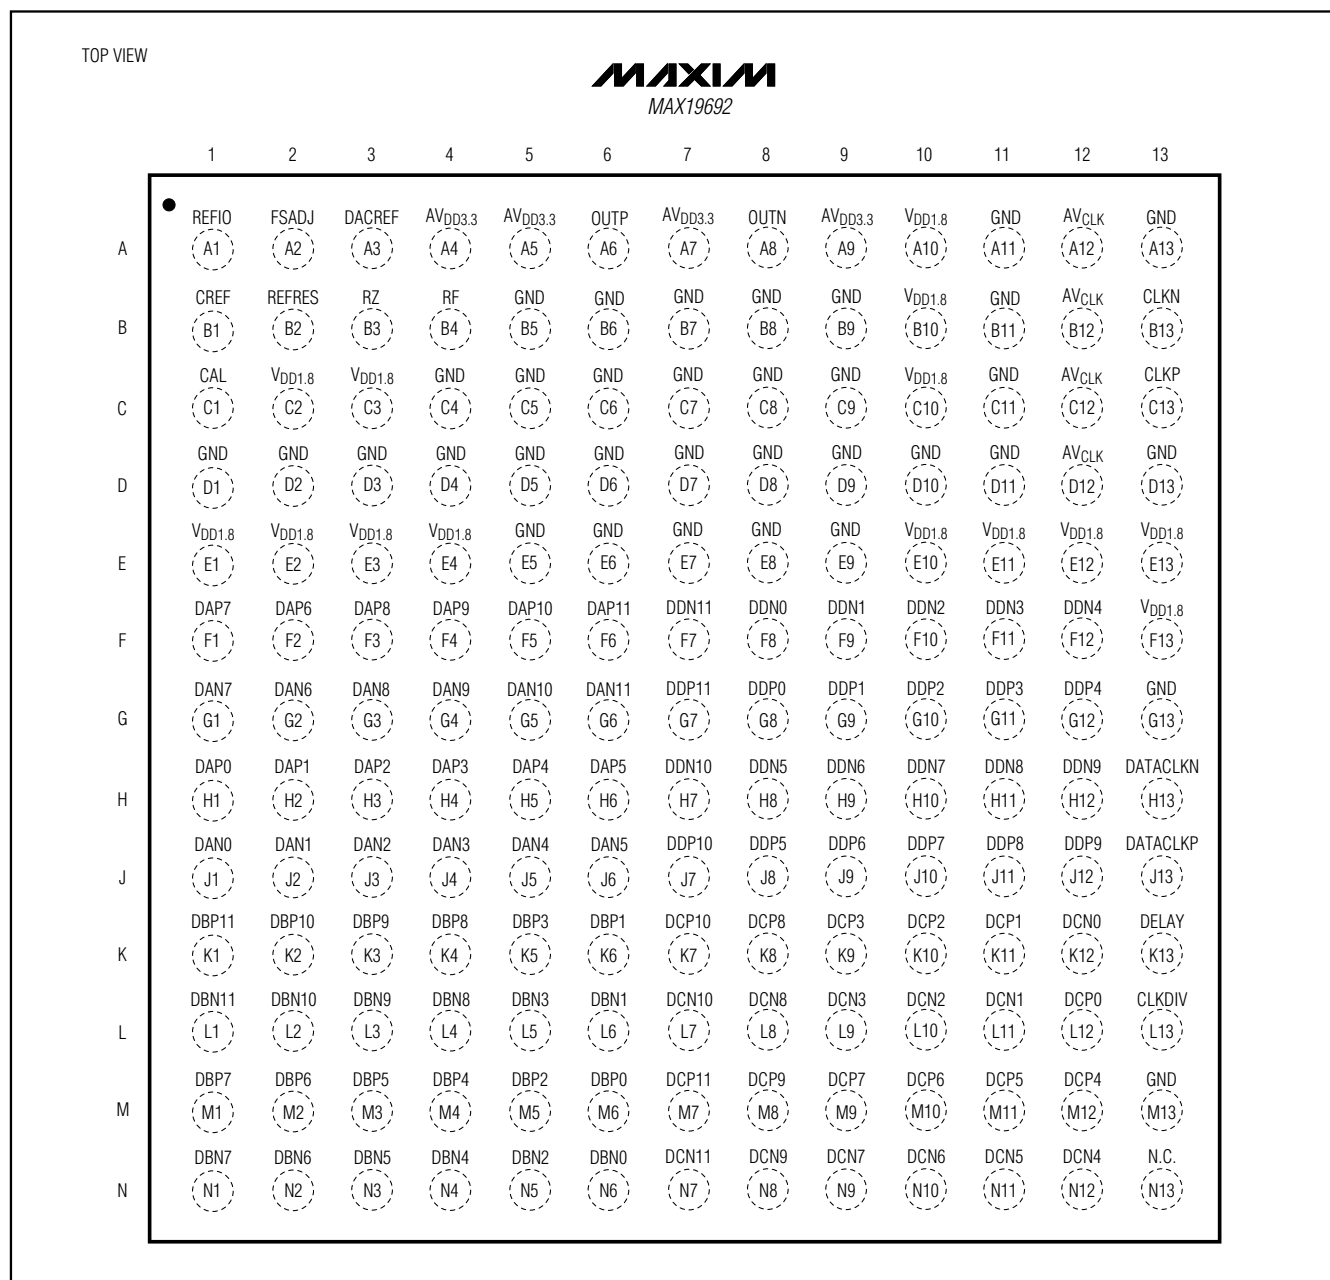 TOP VIEW
MAXIM
MAX19692
1 2 3 4 5 6 7 8 9 10 11 12 13
REFIO FSADJ DACREF AVDD3.3 AVDD3.3 OUTP AVDD3.3 OUTN AVDD3.3 VDD1.8 GND AVCLK GND
A A1 A2 A3 A4 A5 A6 A7 A8 A9 A10 A11 A12 A13
CREF REFRES RZ RF GND GND GND GND GND VDD1.8 GND AVCLK CLKN
B B1 B2 B3 B4 B5 B6 B7 B8 B9 B10 B11 B12 B13
CAL VDD1.8 VDD1.8 GND GND GND GND GND GND VDD1.8 GND AVCLK CLKP
C C1 C2 C3 C4 C5 C6 C7 C8 C9 C10 C11 C12 C13
GND GND GND GND GND GND GND GND GND GND GND AVCLK GND
D D1 D2 D3 D4 D5 D6 D7 D8 D9 D10 D11 D12 D13
VDD1.8 VDD1.8 VDD1.8 VDD1.8 GND GND GND GND GND VDD1.8 VDD1.8 VDD1.8 VDD1.8
E E1 E2 E3 E4 E5 E6 E7 E8 E9 E10 E11 E12 E13
DAP7 DAP6 DAP8 DAP9 DAP10 DAP11 DDN11 DDN0 DDN1 DDN2 DDN3 DDN4 VDD1.8
F F1 F2 F3 F4 F5 F6 F7 F8 F9 F10 F11 F12 F13
DAN7 DAN6 DAN8 DAN9 DAN10 DAN11 DDP11 DDP0 DDP1 DDP2 DDP3 DDP4 GND
G G1 G2 G3 G4 G5 G6 G7 G8 G9 G10 G11 G12 G13
DAP0 DAP1 DAP2 DAP3 DAP4 DAP5 DDN10 DDN5 DDN6 DDN7 DDN8 DDN9 DATACLKN
H H1 H2 H3 H4 H5 H6 H7 H8 H9 H10 H11 H12 H13
DAN0 DAN1 DAN2 DAN3 DAN4 DAN5 DDP10 DDP5 DDP6 DDP7 DDP8 DDP9 DATACLKP
J J1 J2 J3 J4 J5 J6 J7 J8 J9 J10 J11 J12 J13
DBP11 DBP10 DBP9 DBP8 DBP3 DBP1 DCP10 DCP8 DCP3 DCP2 DCP1 DCN0 DELAY
K K1 K2 K3 K4 K5 K6 K7 K8 K9 K10 K11 K12 K13
DBN11 DBN10 DBN9 DBN8 DBN3 DBN1 DCN10 DCN8 DCN3 DCN2 DCN1 DCP0 CLKDIV
L L1 L2 L3 L4 L5 L6 L7 L8 L9 L10 L11 L12 L13
DBP7 DBP6 DBP5 DBP4 DBP2 DBP0 DCP11 DCP9 DCP7 DCP6 DCP5 DCP4 GND
M M1 M2 M3 M4 M5 M6 M7 M8 M9 M10 M11 M12 M13
DBN7 DBN6 DBN5 DBN4 DBN2 DBN0 DCN11 DCN9 DCN7 DCN6 DCN5 DCN4 N.C.
N N1 N2 N3 N4 N5 N6 N7 N8 N9 N10 N11 N12 N13